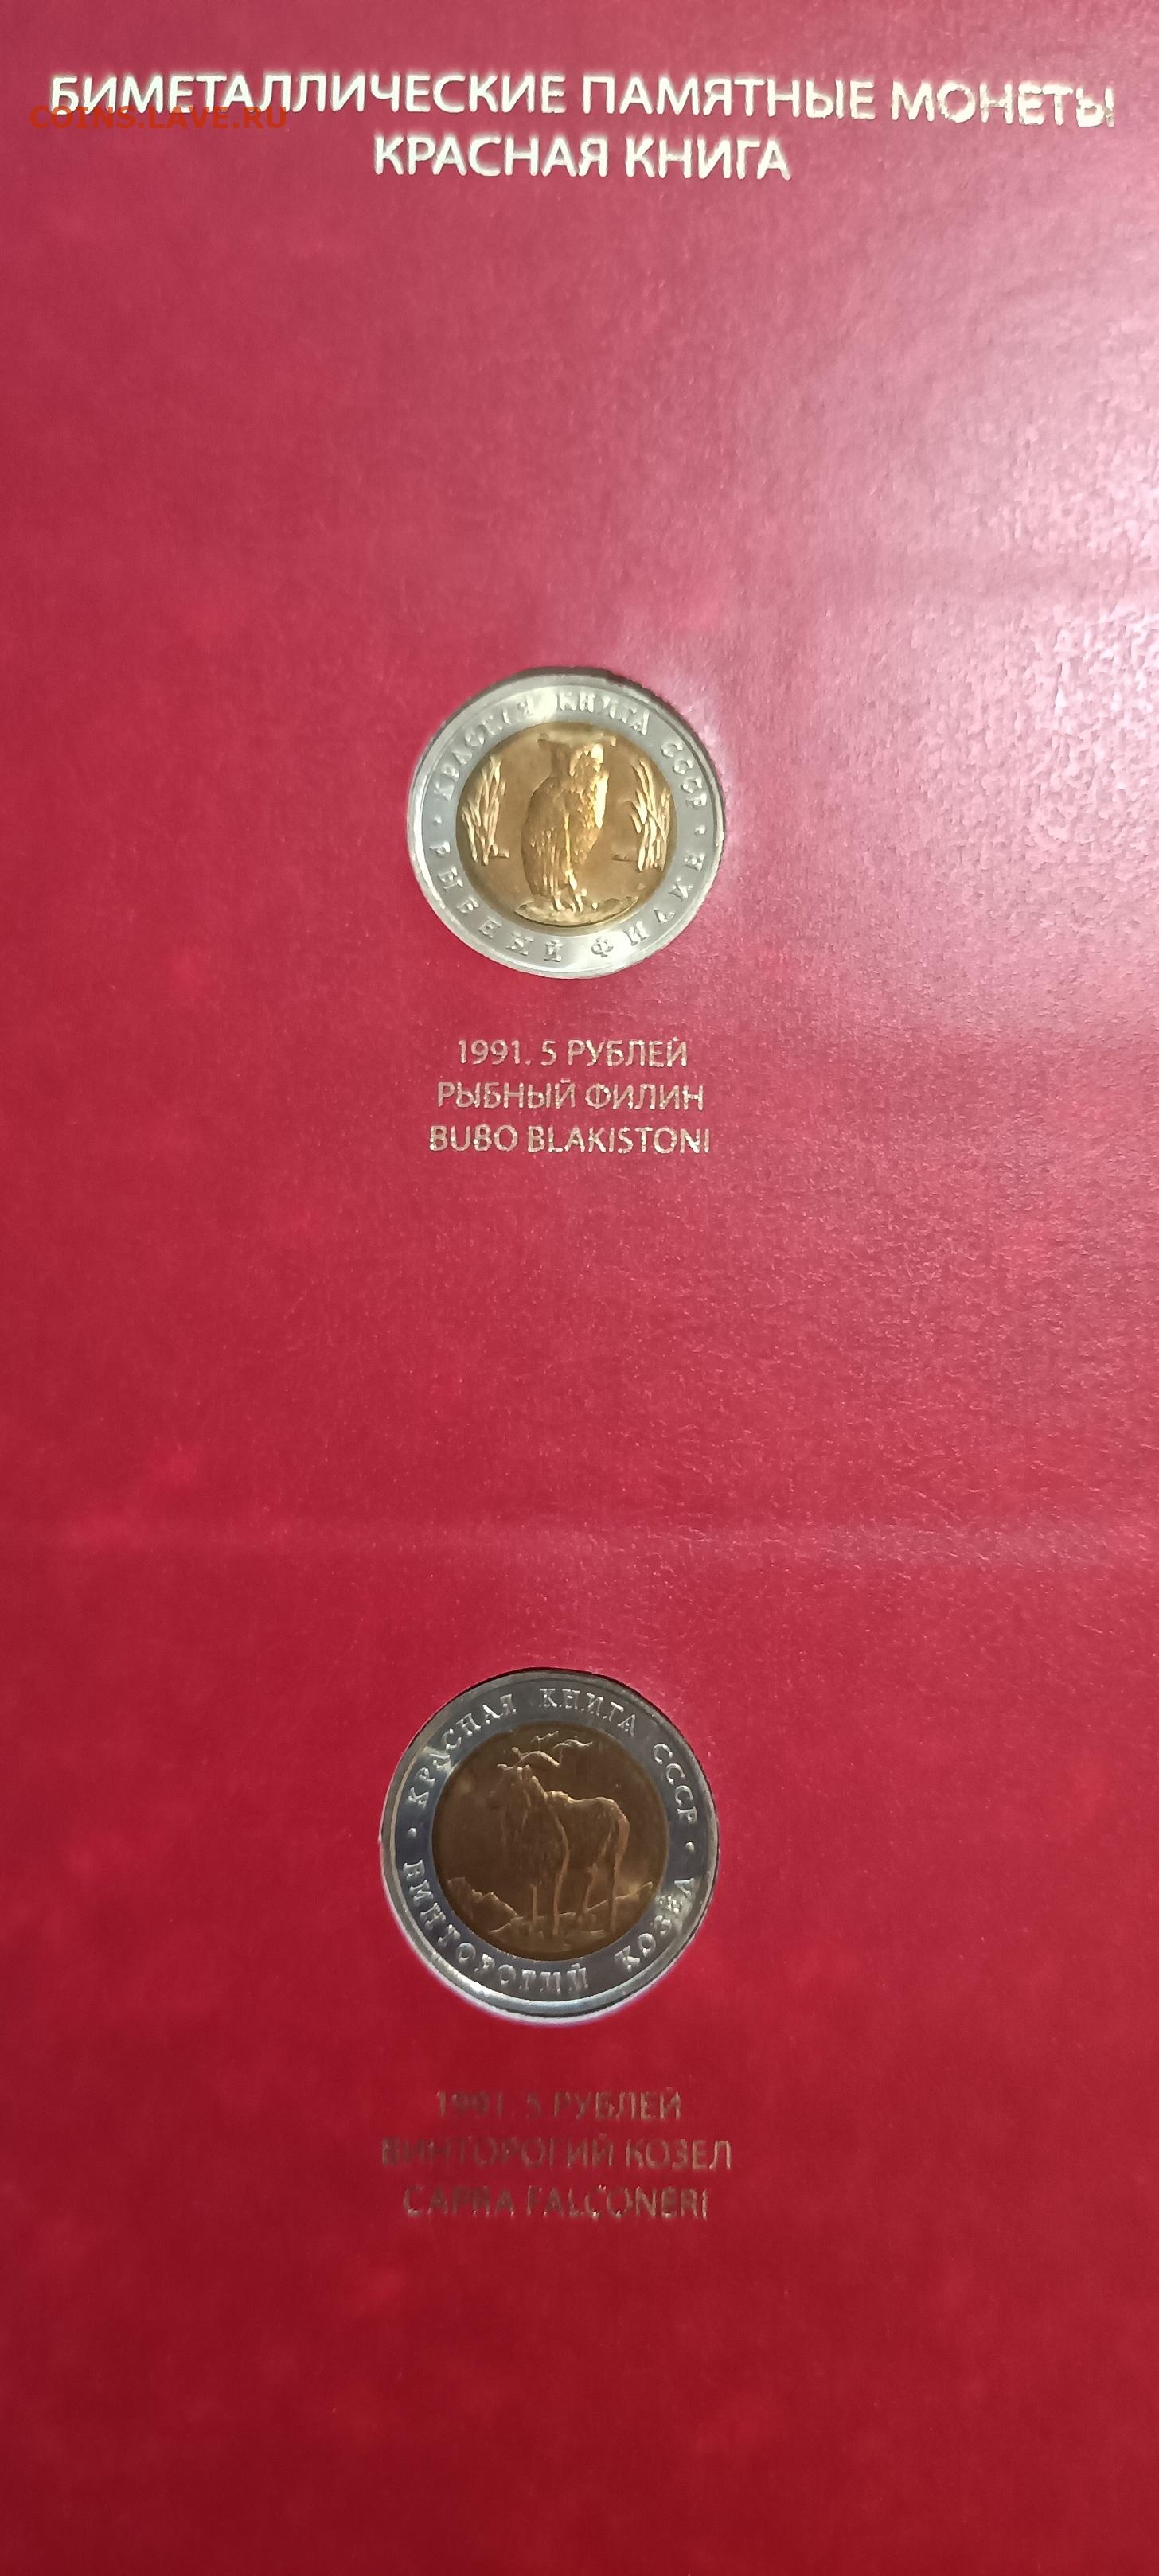 БИМЕТАЛЛИЧЕСКИЕ ПАМЯТНЫЕ МОНЕТЫ
COINS.LAVE.RU
КРАСНАЯ КНИГА
• КРАСНАЯ КНИГА СССР •
РЫБНЫЙ ФИЛИН
1991. 5 РУБЛЕЙ
РЫБНЫЙ ФИЛИН
BUBO BLAKISTONI
• КРАСНАЯ КНИГА СССР •
ВИНТОРОГИЙ КОЗЁЛ
1991. 5 РУБЛЕЙ
ВИНТОРОГИЙ КОЗЕЛ
CAPRA FALCONERI